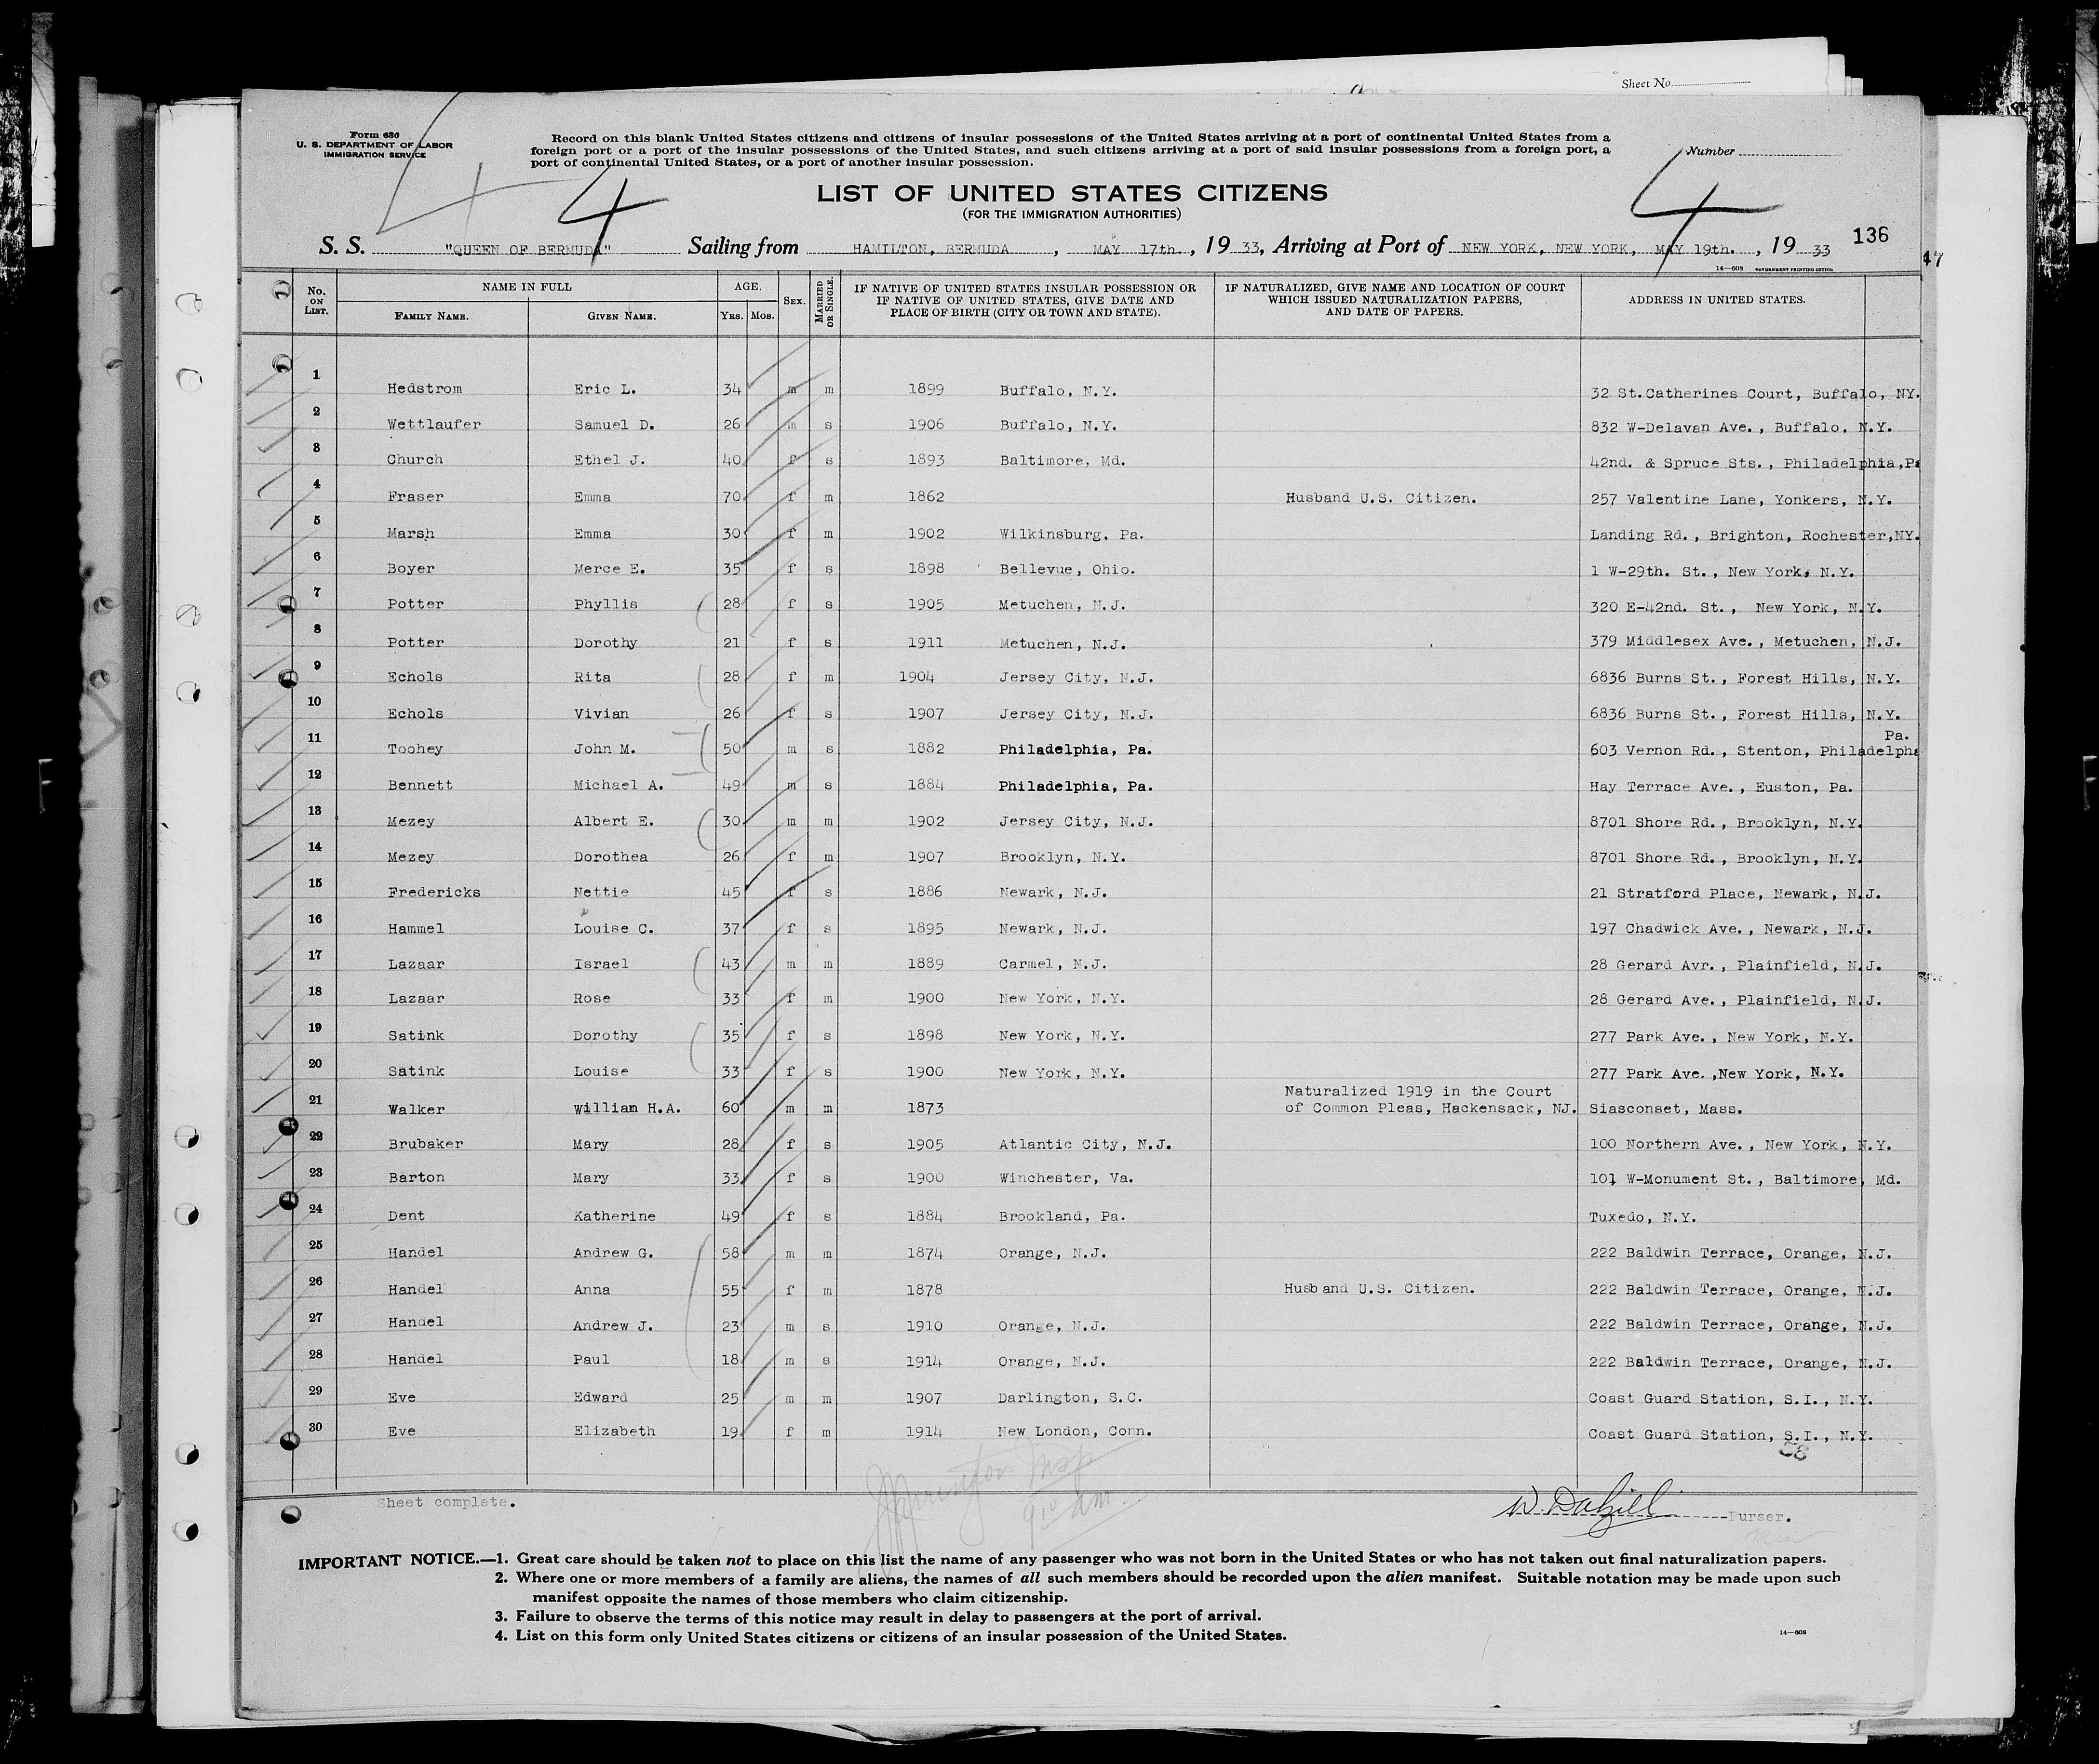 Sheet No.
Form 636
U. S. DEPARTMENT OF LABOR
IMMIGRATION SERVICE
Record on this blank United States citizens and citizens of insular possessions of the United States arriving at a port of continental United States from a
foreign port or a port of the insular possessions of the United States, and such citizens arriving at a port of said insular possessions from a foreign port, a
port of continental United States, or a port of another insular possession.
Number
4 4 4
LIST OF UNITED STATES CITIZENS
(FOR THE IMMIGRATION AUTHORITIES)
S. S. "QUEEN OF BERMUDA" Sailing from HAMILTON, BERMUDA, MAY 17th., 1933, Arriving at Port of NEW YORK, NEW YORK, MAY 19th., 1933 136
14—608 GOVERNMENT PRINTING OFFICE
47
No. ON LIST. NAME IN FULL AGE. SEX. MARRIED OR SINGLE. IF NATIVE OF UNITED STATES INSULAR POSSESSION OR IF NATIVE OF UNITED STATES, GIVE DATE AND PLACE OF BIRTH (CITY OR TOWN AND STATE). IF NATURALIZED, GIVE NAME AND LOCATION OF COURT WHICH ISSUED NATURALIZATION PAPERS, AND DATE OF PAPERS. ADDRESS IN UNITED STATES.
FAMILY NAME. GIVEN NAME. YRS. MOS.
1 Hedstrom Eric L. 34 m m 1899 Buffalo, N.Y. 32 St.Catherines Court, Buffalo, NY.
2 Wettlaufer Samuel D. 26 m s 1906 Buffalo, N.Y. 832 W-Delavan Ave., Buffalo, N.Y.
3 Church Ethel J. 40 f s 1893 Baltimore, Md. 42nd. & Spruce Sts., Philadelphia,Pa
4 Fraser Emma 70 f m 1862 Husband U.S. Citizen. 257 Valentine Lane, Yonkers, N.Y.
5 Marsh Emma 30 f m 1902 Wilkinsburg, Pa. Landing Rd., Brighton, Rochester,NY.
6 Boyer Merce E. 35 f s 1898 Bellevue, Ohio. 1 W-29th. St., New York, N.Y.
7 Potter Phyllis 28 f s 1905 Metuchen, N.J. 320 E-42nd. St., New York, N.Y.
8 Potter Dorothy 21 f s 1911 Metuchen, N.J. 379 Middlesex Ave., Metuchen, N.J.
9 Echols Rita 28 f m 1904 Jersey City, N.J. 6836 Burns St., Forest Hills, N.Y.
10 Echols Vivian 26 f s 1907 Jersey City, N.J. 6836 Burns St., Forest Hills, N.Y.
Pa.
11 Toohey John M. 50 m s 1882 Philadelphia, Pa. 603 Vernon Rd., Stenton, Philadelpha
12 Bennett Michael A. 49 m s 1884 Philadelphia, Pa. Hay Terrace Ave., Euston, Pa.
13 Mezey Albert E. 30 m m 1902 Jersey City, N.J. 8701 Shore Rd., Brooklyn, N.Y.
14 Mezey Dorothea 26 f m 1907 Brooklyn, N.Y. 8701 Shore Rd., Brooklyn, N.Y.
15 Fredericks Nettie 45 f s 1886 Newark, N.J. 21 Stratford Place, Newark, N.J.
16 Hammel Louise C. 37 f s 1895 Newark, N.J. 197 Chadwick Ave., Newark, N.J.
17 Lazaar Israel 43 m m 1889 Carmel, N.J. 28 Gerard Avr., Plainfield, N.J.
18 Lazaar Rose 33 f m 1900 New York, N.Y. 28 Gerard Ave., Plainfield, N.J.
19 Satink Dorothy 35 f s 1898 New York, N.Y. 277 Park Ave., New York, N.Y.
20 Satink Louise 33 f s 1900 New York, N.Y. 277 Park Ave.,New York, N.Y.
Naturalized 1919 in the Court
21 Walker William H.A. 60 m m 1873 of Common Pleas, Hackensack, NJ. Siasconset, Mass.
22 Brubaker Mary 28 f s 1905 Atlantic City, N.J. 100 Northern Ave., New York, N.Y.
23 Barton Mary 33 f s 1900 Winchester, Va. 101 W-Monument St., Baltimore, Md.
24 Dent Katherine 49 f s 1884 Brookland, Pa. Tuxedo, N.Y.
25 Handel Andrew G. 58 m m 1874 Orange, N.J. 222 Baldwin Terrace, Orange, N.J.
26 Handel Anna 55 f m 1878 Husband U.S. Citizen. 222 Baldwin Terrace, Orange, N.J.
27 Handel Andrew J. 23 m s 1910 Orange, N.J. 222 Baldwin Terrace, Orange, N.J.
28 Handel Paul 18 m s 1914 Orange, N.J. 222 Baldwin Terrace, Orange, N.J.
29 Eve Edward 25 m m 1907 Darlington, S.C. Coast Guard Station, S.I., N.Y.
30 Eve Elizabeth 19 f m 1914 New London, Conn. Coast Guard Station, S.I., N.Y.
58
Sheet complete.
Insp
9 10 am.
W. Dalzell Purser.
IMPORTANT NOTICE.—1. Great care should be taken not to place on this list the name of any passenger who was not born in the United States or who has not taken out final naturalization papers.
2. Where one or more members of a family are aliens, the names of all such members should be recorded upon the alien manifest. Suitable notation may be made upon such
manifest opposite the names of those members who claim citizenship.
3. Failure to observe the terms of this notice may result in delay to passengers at the port of arrival.
4. List on this form only United States citizens or citizens of an insular possession of the United States.
14—608